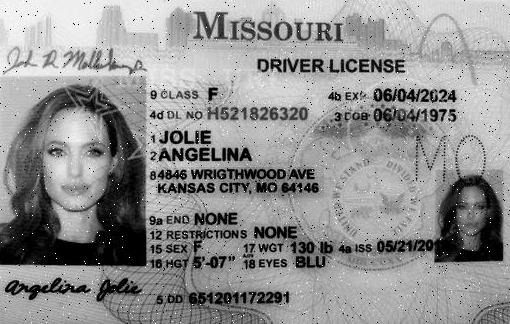 MISSOURI
DRIVER LICENSE
9 CLASS F
4b EXP 06/04/2024
4d DL NO H521826320
3 DOB 06/04/1975
1 JOLIE
2 ANGELINA
8 4846 WRIGTHWOOD AVE
KANSAS CITY, MO 64146
MO
9a END NONE
12 RESTRICTIONS NONE
15 SEX F 17 WGT 130 lb 4a ISS 05/21/201
16 HGT 5'-07" 18 EYES BLU
Angelina Jolie
5 DD 651201172291